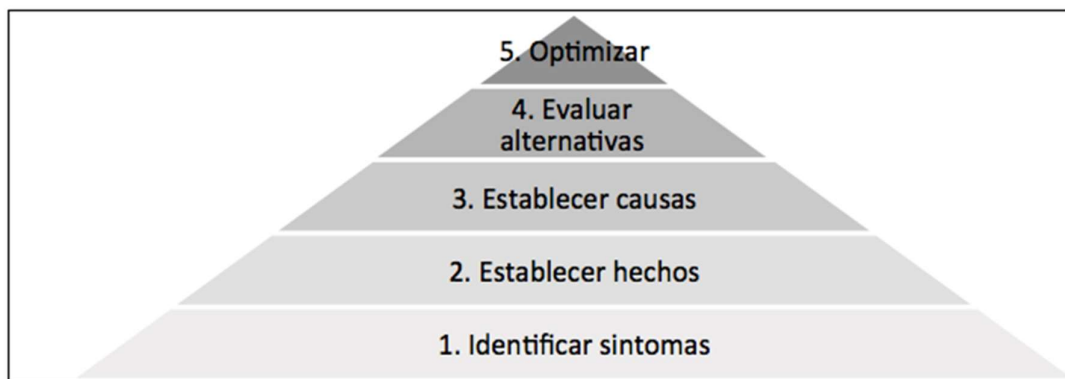 5. Optimizar
4. Evaluar
alternativas
3. Establecer causas
2. Establecer hechos
1. Identificar sintomas